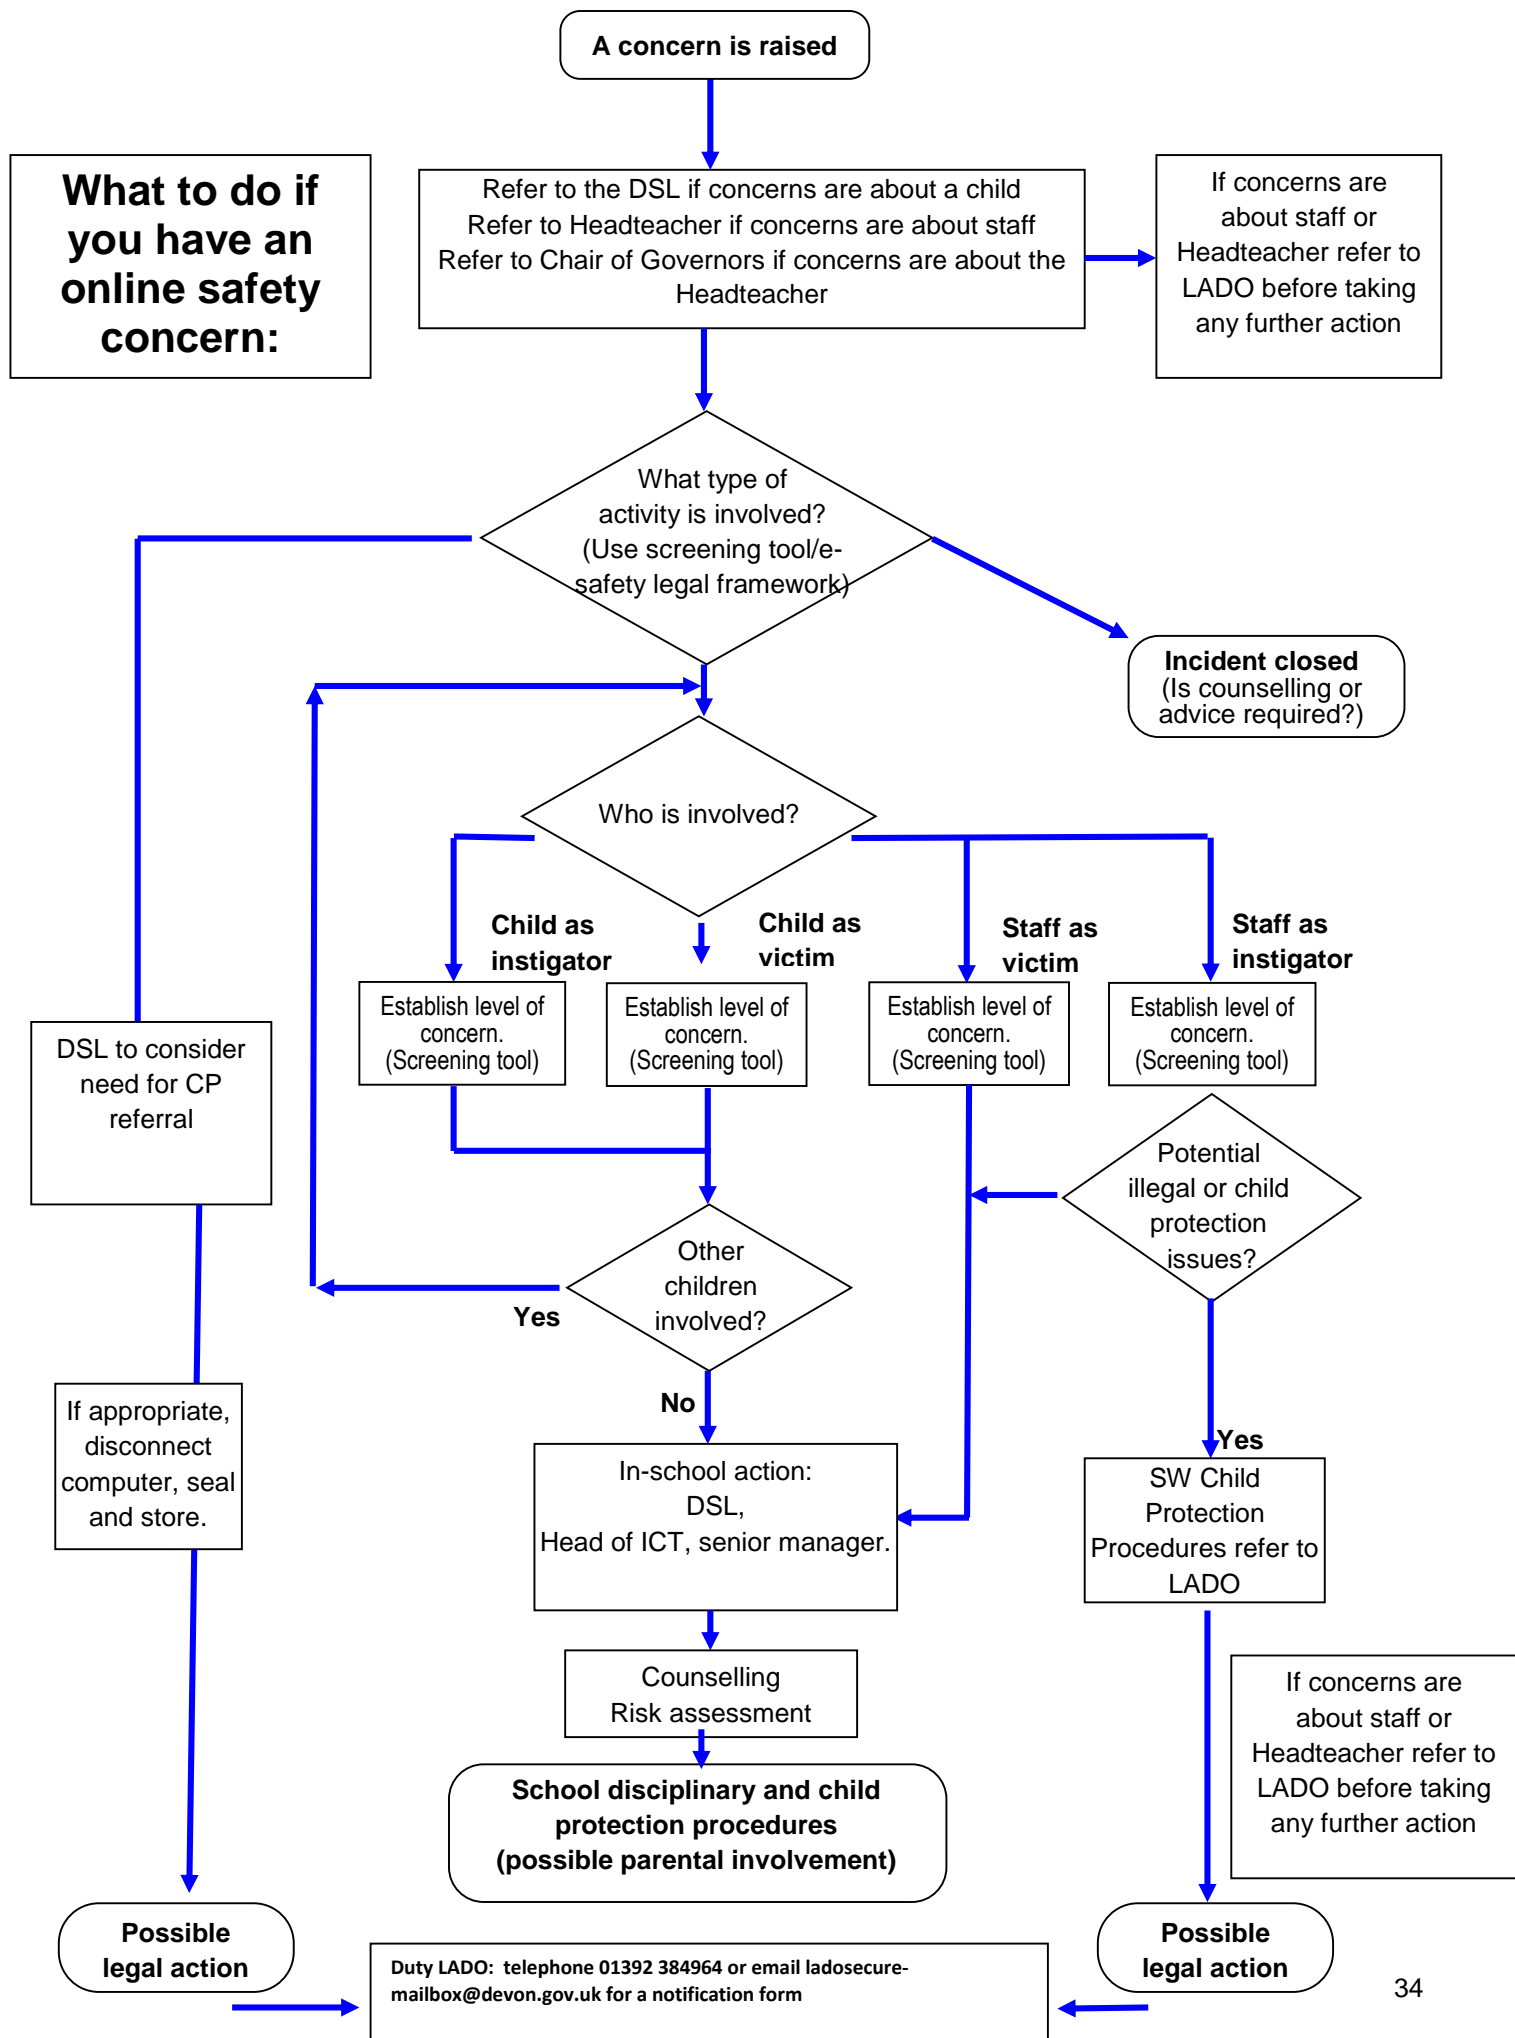 A concern is raised
What to do if
you have an
online safety
concern:
Refer to the DSL if concerns are about a child
Refer to Headteacher if concerns are about staff
Refer to Chair of Governors if concerns are about the
Headteacher
If concerns are
about staff or
Headteacher refer to
LADO before taking
any further action
What type of
activity is involved?
(Use screening tool/e-
safety legal framework)
Incident closed
(Is counselling or
advice required?)
Who is involved?
Child as
instigator
Child as
victim
Staff as
victim
Staff as
instigator
Establish level of
concern.
(Screening tool)
Establish level of
concern.
(Screening tool)
Establish level of
concern.
(Screening tool)
Establish level of
concern.
(Screening tool)
DSL to consider
need for CP
referral
Potential
illegal or child
protection
issues?
Other
children
involved?
Yes
No
Yes
If appropriate,
disconnect
computer, seal
and store.
In-school action:
DSL,
Head of ICT, senior manager.
SW Child
Protection
Procedures refer to
LADO
Counselling
Risk assessment
If concerns are
about staff or
Headteacher refer to
LADO before taking
any further action
School disciplinary and child
protection procedures
(possible parental involvement)
Possible
legal action
Possible
legal action
Duty LADO:  telephone 01392 384964 or email ladosecure-
mailbox@devon.gov.uk for a notification form
34